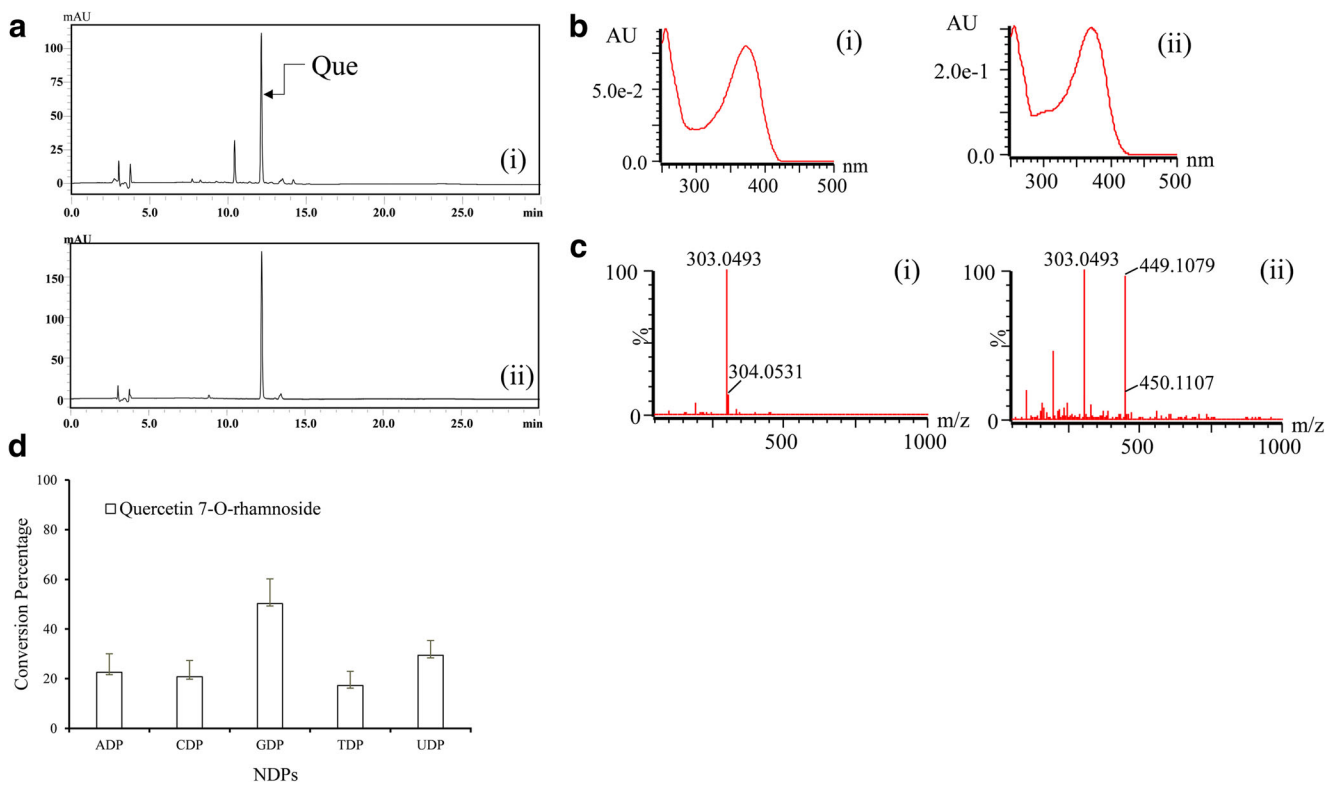 a
mAU
100
75
50
25
0
Que
(i)
0.0 5.0 10.0 15.0 20.0 25.0 min
mAU
150
100
50
0
(ii)
0.0 5.0 10.0 15.0 20.0 25.0 min
b
AU
(i)
5.0e-2
0.0
300 400 500 nm
AU
(ii)
2.0e-1
0.0
300 400 500 nm
c
100
303.0493
(i)
%
304.0531
0
500 1000 m/z
100
303.0493
449.1079
(ii)
%
450.1107
0
500 1000 m/z
d
Conversion Percentage
100
80
60
40
20
0
Quercetin 7-O-rhamnoside
ADP CDP GDP TDP UDP
NDPs